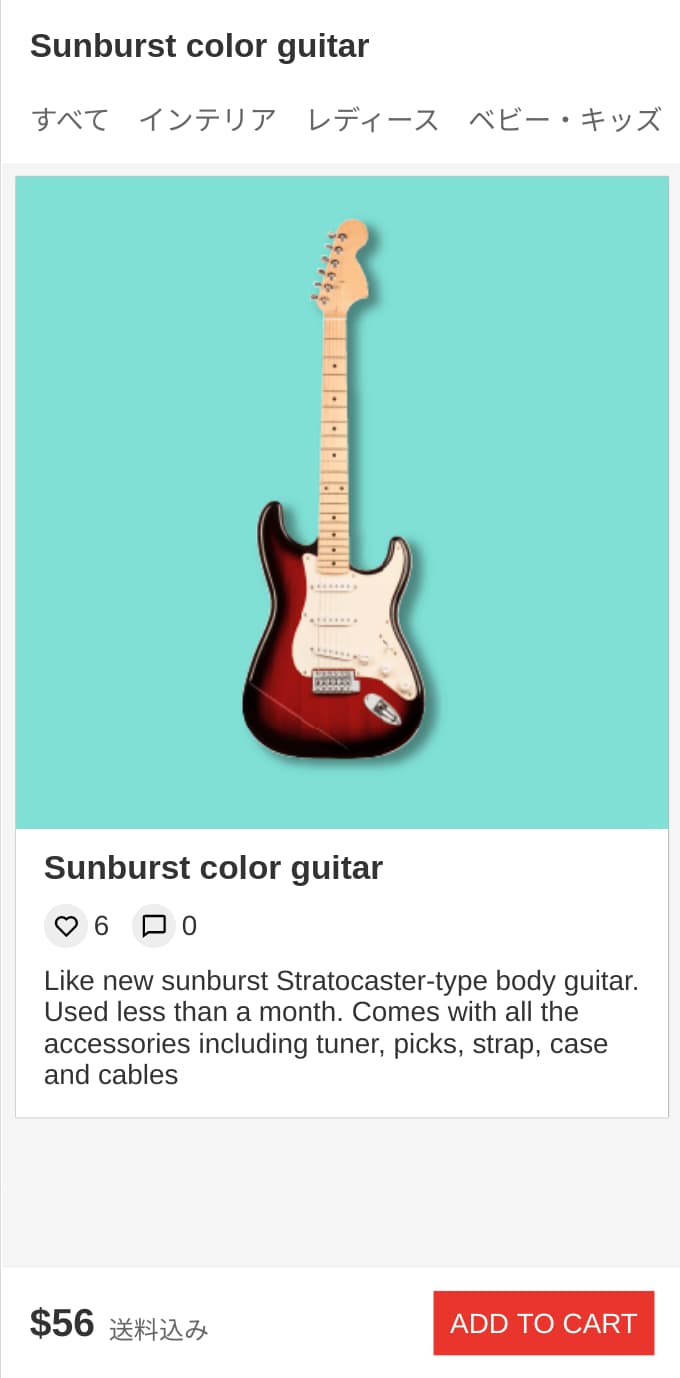 Sunburst color guitar
すべて インテリア レディース ベビー・キッズ
Sunburst color guitar
6 0
Like new sunburst Stratocaster-type body guitar.
Used less than a month. Comes with all the
accessories including tuner, picks, strap, case
and cables
$56 送料込み
ADD TO CART